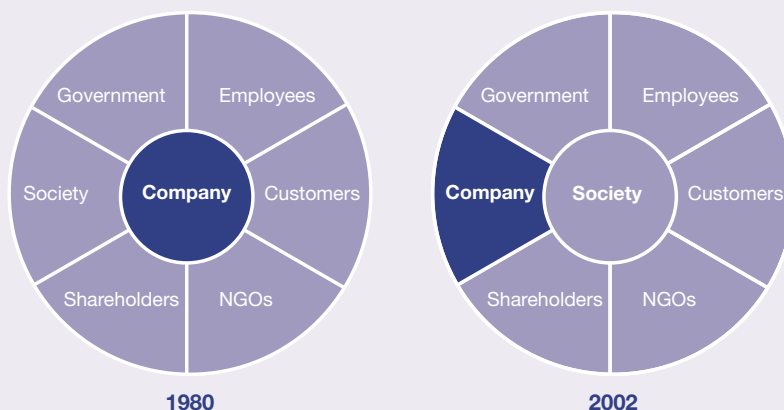 Government
Employees
Society
Company
Customers
Shareholders
NGOs
1980
Government
Employees
Company
Society
Customers
Shareholders
NGOs
2002